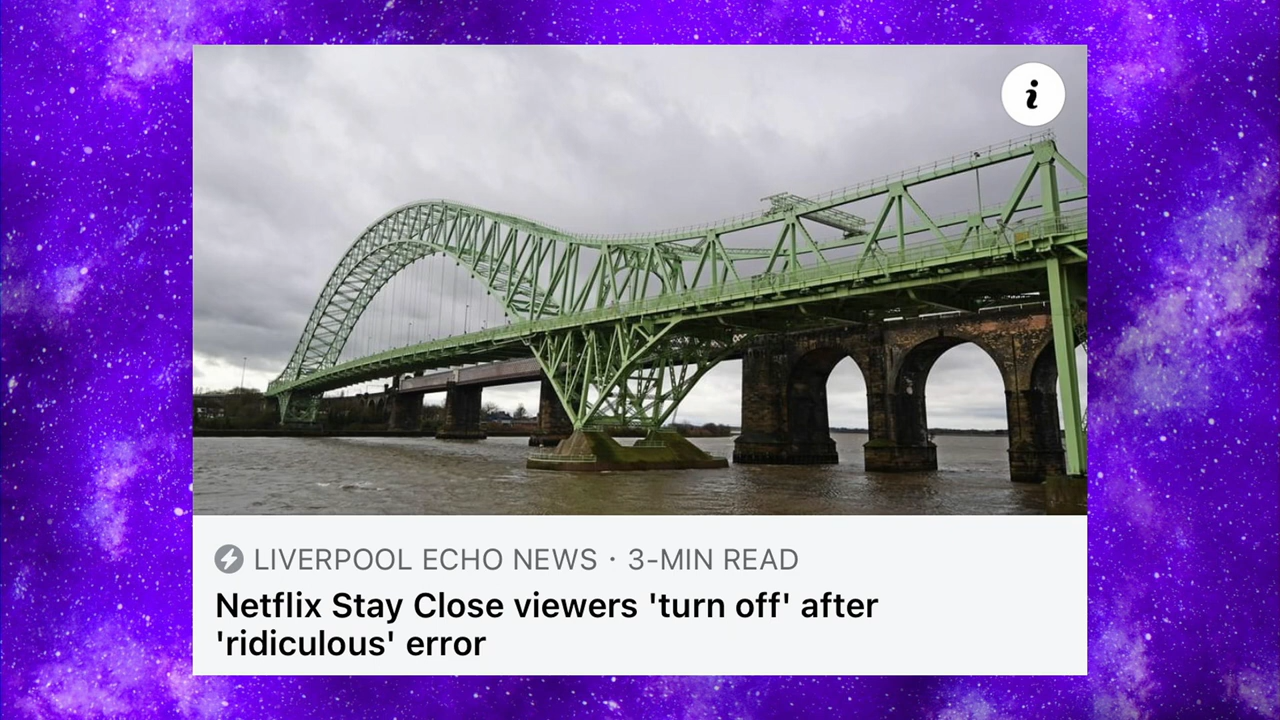 i
LIVERPOOL ECHO NEWS · 3-MIN READ
Netflix Stay Close viewers 'turn off' after
'ridiculous' error